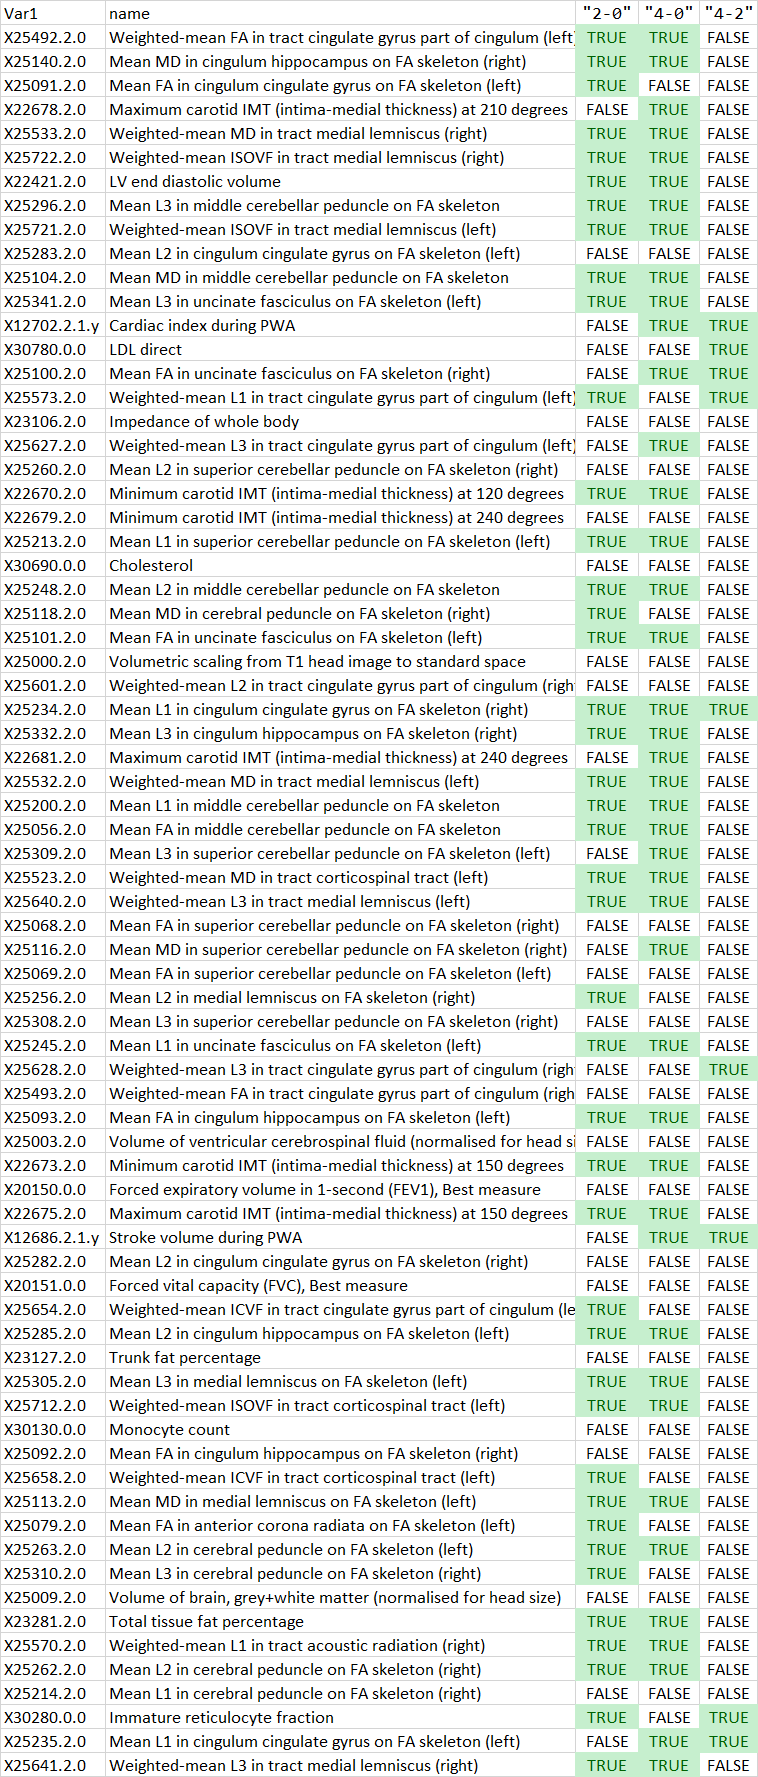 Var1 name "2-0" "4-0" "4-2"
X25492.2.0 Weighted-mean FA in tract cingulate gyrus part of cingulum (left) TRUE TRUE FALSE
X25140.2.0 Mean MD in cingulum hippocampus on FA skeleton (right) TRUE TRUE FALSE
X25091.2.0 Mean FA in cingulum cingulate gyrus on FA skeleton (left) TRUE FALSE FALSE
X22678.2.0 Maximum carotid IMT (intima-medial thickness) at 210 degrees FALSE TRUE FALSE
X25533.2.0 Weighted-mean MD in tract medial lemniscus (right) TRUE TRUE FALSE
X25722.2.0 Weighted-mean ISOVF in tract medial lemniscus (right) TRUE TRUE FALSE
X22421.2.0 LV end diastolic volume TRUE TRUE FALSE
X25296.2.0 Mean L3 in middle cerebellar peduncle on FA skeleton TRUE TRUE FALSE
X25721.2.0 Weighted-mean ISOVF in tract medial lemniscus (left) TRUE TRUE FALSE
X25283.2.0 Mean L2 in cingulum cingulate gyrus on FA skeleton (left) FALSE FALSE FALSE
X25104.2.0 Mean MD in middle cerebellar peduncle on FA skeleton TRUE TRUE FALSE
X25341.2.0 Mean L3 in uncinate fasciculus on FA skeleton (left) TRUE TRUE FALSE
X12702.2.1.y Cardiac index during PWA FALSE TRUE TRUE
X30780.0.0 LDL direct FALSE FALSE TRUE
X25100.2.0 Mean FA in uncinate fasciculus on FA skeleton (right) FALSE TRUE TRUE
X25573.2.0 Weighted-mean L1 in tract cingulate gyrus part of cingulum (left) TRUE FALSE TRUE
X23106.2.0 Impedance of whole body FALSE FALSE FALSE
X25627.2.0 Weighted-mean L3 in tract cingulate gyrus part of cingulum (left) FALSE TRUE FALSE
X25260.2.0 Mean L2 in superior cerebellar peduncle on FA skeleton (right) FALSE FALSE FALSE
X22670.2.0 Minimum carotid IMT (intima-medial thickness) at 120 degrees TRUE TRUE FALSE
X22679.2.0 Minimum carotid IMT (intima-medial thickness) at 240 degrees FALSE FALSE FALSE
X25213.2.0 Mean L1 in superior cerebellar peduncle on FA skeleton (left) TRUE TRUE FALSE
X30690.0.0 Cholesterol FALSE FALSE FALSE
X25248.2.0 Mean L2 in middle cerebellar peduncle on FA skeleton TRUE TRUE FALSE
X25118.2.0 Mean MD in cerebral peduncle on FA skeleton (right) TRUE FALSE FALSE
X25101.2.0 Mean FA in uncinate fasciculus on FA skeleton (left) TRUE TRUE FALSE
X25000.2.0 Volumetric scaling from T1 head image to standard space FALSE FALSE FALSE
X25601.2.0 Weighted-mean L2 in tract cingulate gyrus part of cingulum (righ FALSE FALSE FALSE
X25234.2.0 Mean L1 in cingulum cingulate gyrus on FA skeleton (right) TRUE TRUE TRUE
X25332.2.0 Mean L3 in cingulum hippocampus on FA skeleton (right) TRUE TRUE FALSE
X22681.2.0 Maximum carotid IMT (intima-medial thickness) at 240 degrees FALSE TRUE FALSE
X25532.2.0 Weighted-mean MD in tract medial lemniscus (left) TRUE TRUE FALSE
X25200.2.0 Mean L1 in middle cerebellar peduncle on FA skeleton TRUE TRUE FALSE
X25056.2.0 Mean FA in middle cerebellar peduncle on FA skeleton TRUE TRUE FALSE
X25309.2.0 Mean L3 in superior cerebellar peduncle on FA skeleton (left) FALSE TRUE FALSE
X25523.2.0 Weighted-mean MD in tract corticospinal tract (left) TRUE TRUE FALSE
X25640.2.0 Weighted-mean L3 in tract medial lemniscus (left) TRUE TRUE FALSE
X25068.2.0 Mean FA in superior cerebellar peduncle on FA skeleton (right) FALSE FALSE FALSE
X25116.2.0 Mean MD in superior cerebellar peduncle on FA skeleton (right) FALSE TRUE FALSE
X25069.2.0 Mean FA in superior cerebellar peduncle on FA skeleton (left) FALSE FALSE FALSE
X25256.2.0 Mean L2 in medial lemniscus on FA skeleton (right) TRUE FALSE FALSE
X25308.2.0 Mean L3 in superior cerebellar peduncle on FA skeleton (right) FALSE FALSE FALSE
X25245.2.0 Mean L1 in uncinate fasciculus on FA skeleton (left) TRUE TRUE FALSE
X25628.2.0 Weighted-mean L3 in tract cingulate gyrus part of cingulum (righ FALSE FALSE TRUE
X25493.2.0 Weighted-mean FA in tract cingulate gyrus part of cingulum (righ FALSE FALSE FALSE
X25093.2.0 Mean FA in cingulum hippocampus on FA skeleton (left) TRUE TRUE FALSE
X25003.2.0 Volume of ventricular cerebrospinal fluid (normalised for head si FALSE FALSE FALSE
X22673.2.0 Minimum carotid IMT (intima-medial thickness) at 150 degrees TRUE TRUE FALSE
X20150.0.0 Forced expiratory volume in 1-second (FEV1), Best measure FALSE FALSE FALSE
X22675.2.0 Maximum carotid IMT (intima-medial thickness) at 150 degrees TRUE TRUE FALSE
X12686.2.1.y Stroke volume during PWA FALSE TRUE TRUE
X25282.2.0 Mean L2 in cingulum cingulate gyrus on FA skeleton (right) FALSE FALSE FALSE
X20151.0.0 Forced vital capacity (FVC), Best measure FALSE FALSE FALSE
X25654.2.0 Weighted-mean ICVF in tract cingulate gyrus part of cingulum (le TRUE FALSE FALSE
X25285.2.0 Mean L2 in cingulum hippocampus on FA skeleton (left) TRUE TRUE FALSE
X23127.2.0 Trunk fat percentage FALSE FALSE FALSE
X25305.2.0 Mean L3 in medial lemniscus on FA skeleton (left) TRUE TRUE FALSE
X25712.2.0 Weighted-mean ISOVF in tract corticospinal tract (left) TRUE TRUE FALSE
X30130.0.0 Monocyte count FALSE FALSE FALSE
X25092.2.0 Mean FA in cingulum hippocampus on FA skeleton (right) FALSE FALSE FALSE
X25658.2.0 Weighted-mean ICVF in tract corticospinal tract (left) TRUE FALSE FALSE
X25113.2.0 Mean MD in medial lemniscus on FA skeleton (left) TRUE TRUE FALSE
X25079.2.0 Mean FA in anterior corona radiata on FA skeleton (left) TRUE FALSE FALSE
X25263.2.0 Mean L2 in cerebral peduncle on FA skeleton (left) TRUE TRUE FALSE
X25310.2.0 Mean L3 in cerebral peduncle on FA skeleton (right) TRUE FALSE FALSE
X25009.2.0 Volume of brain, grey+white matter (normalised for head size) FALSE FALSE FALSE
X23281.2.0 Total tissue fat percentage TRUE TRUE FALSE
X25570.2.0 Weighted-mean L1 in tract acoustic radiation (right) TRUE TRUE FALSE
X25262.2.0 Mean L2 in cerebral peduncle on FA skeleton (right) TRUE TRUE FALSE
X25214.2.0 Mean L1 in cerebral peduncle on FA skeleton (right) FALSE FALSE FALSE
X30280.0.0 Immature reticulocyte fraction TRUE FALSE TRUE
X25235.2.0 Mean L1 in cingulum cingulate gyrus on FA skeleton (left) FALSE TRUE TRUE
X25641.2.0 Weighted-mean L3 in tract medial lemniscus (right) TRUE TRUE FALSE